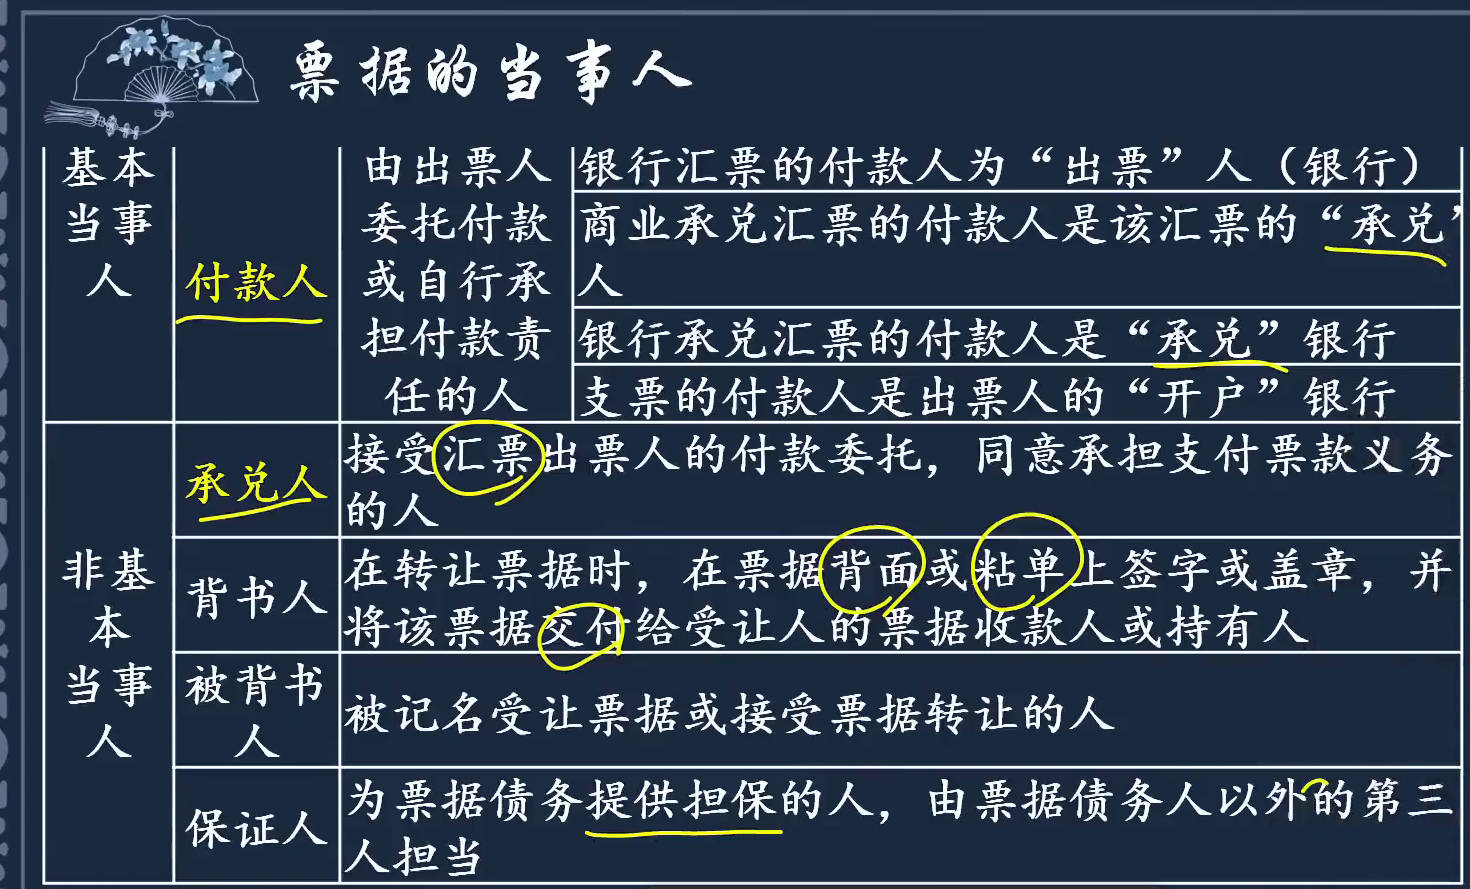 票据的当事人
基本
当事
人
付款人
由出票人
委托付款
或自行承
担付款责
任的人
银行汇票的付款人为“出票”人（银行）
商业承兑汇票的付款人是该汇票的“承兑”
人
银行承兑汇票的付款人是“承兑”银行
支票的付款人是出票人的“开户”银行
非基
本
当事
人
承兑人
接受汇票出票人的付款委托，同意承担支付票款义务
的人
背书人
在转让票据时，在票据背面或粘单上签字或盖章，并
将该票据交付给受让人的票据收款人或持有人
被背书
人
被记名受让票据或接受票据转让的人
保证人
为票据债务提供担保的人，由票据债务人以外的第三
人担当